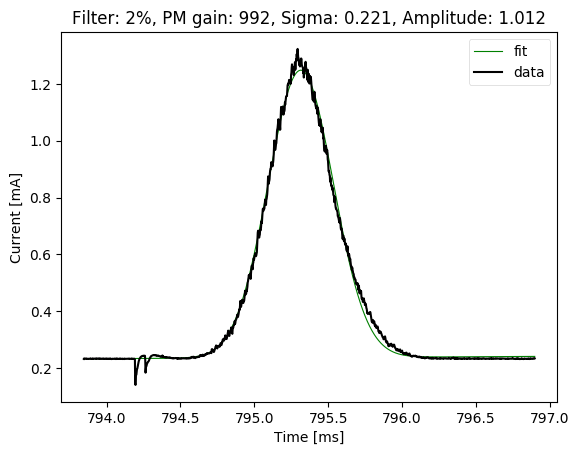 Filter: 2%, PM gain: 992, Sigma: 0.221, Amplitude: 1.012
fit
data
1.2
1.0
0.8
0.6
0.4
0.2
Current [mA]
794.0 794.5 795.0 795.5 796.0 796.5 797.0
Time [ms]